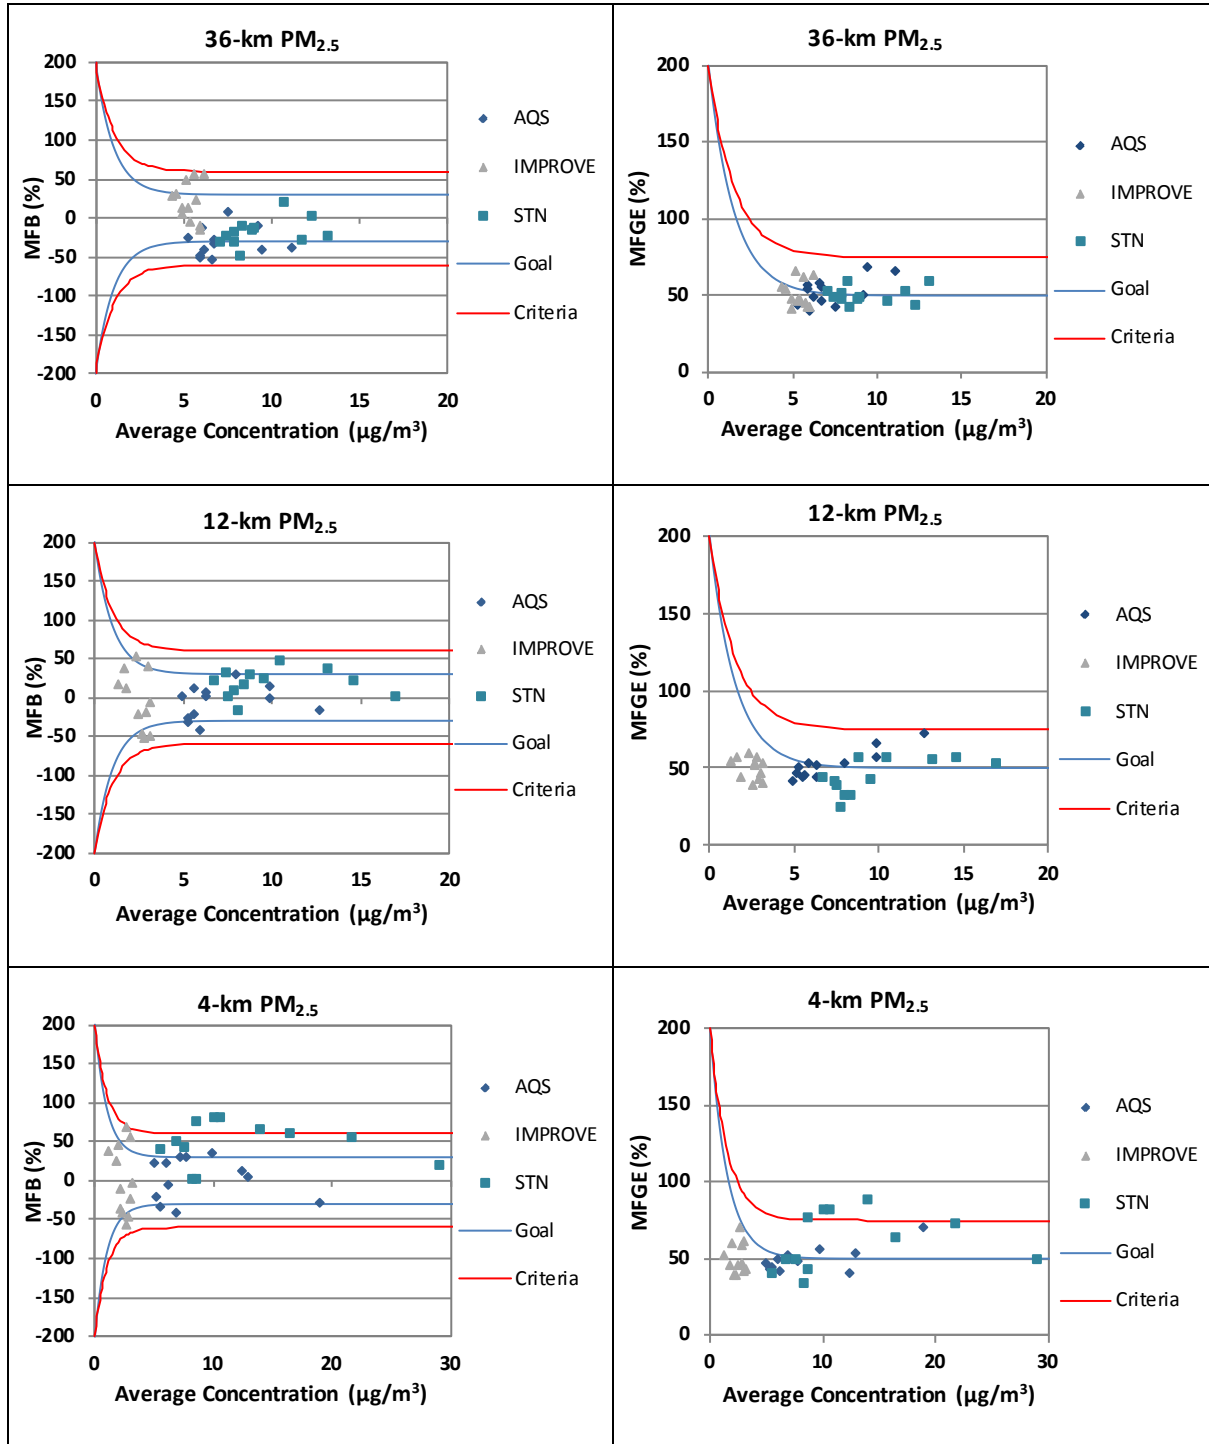 36-km PM2.5
200
150
100
50
0
-50
-100
-150
-200
MFB (%)
0 5 10 15 20
Average Concentration (µg/m³)
AQS
IMPROVE
STN
Goal
Criteria
36-km PM2.5
200
150
100
50
0
MFGE (%)
0 5 10 15 20
Average Concentration (µg/m³)
AQS
IMPROVE
STN
Goal
Criteria
12-km PM2.5
200
150
100
50
0
-50
-100
-150
-200
MFB (%)
0 5 10 15 20
Average Concentration (µg/m³)
AQS
IMPROVE
STN
Goal
Criteria
12-km PM2.5
200
150
100
50
0
MFGE (%)
0 5 10 15 20
Average Concentration (µg/m³)
AQS
IMPROVE
STN
Goal
Criteria
4-km PM2.5
200
150
100
50
0
-50
-100
-150
-200
MFB (%)
0 10 20 30
Average Concentration (µg/m³)
AQS
IMPROVE
STN
Goal
Criteria
4-km PM2.5
200
150
100
50
0
MFGE (%)
0 10 20 30
Average Concentration (µg/m³)
AQS
IMPROVE
STN
Goal
Criteria